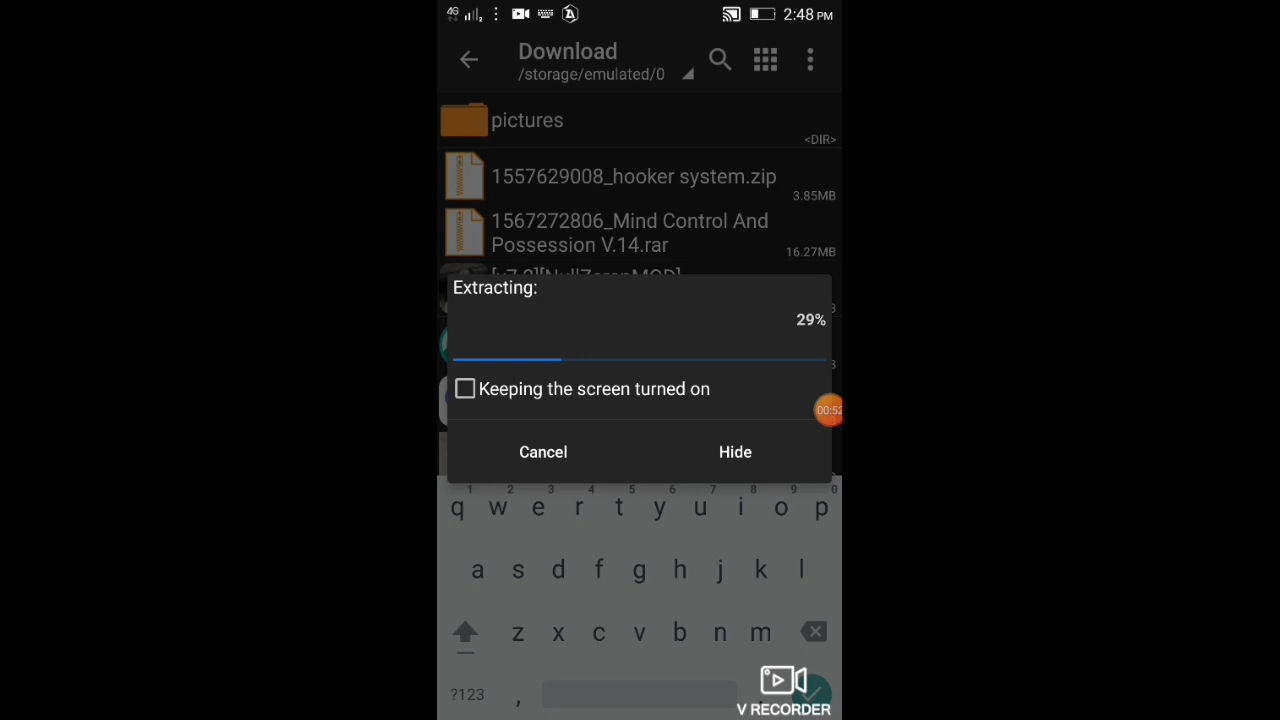 4G 2:48 PM
Download
/storage/emulated/0
pictures
<DIR>
1557629008_hooker system.zip
3.85MB
1567272806_Mind Control And
Possession V.14.rar
16.27MB
Extracting:
29%
Keeping the screen turned on
00:52
Cancel Hide
1 2 3 4 5 6 7 8 9 0
q w e r t y u i o p
a s d f g h j k l
z x c v b n m
?123 ,
V RECORDER